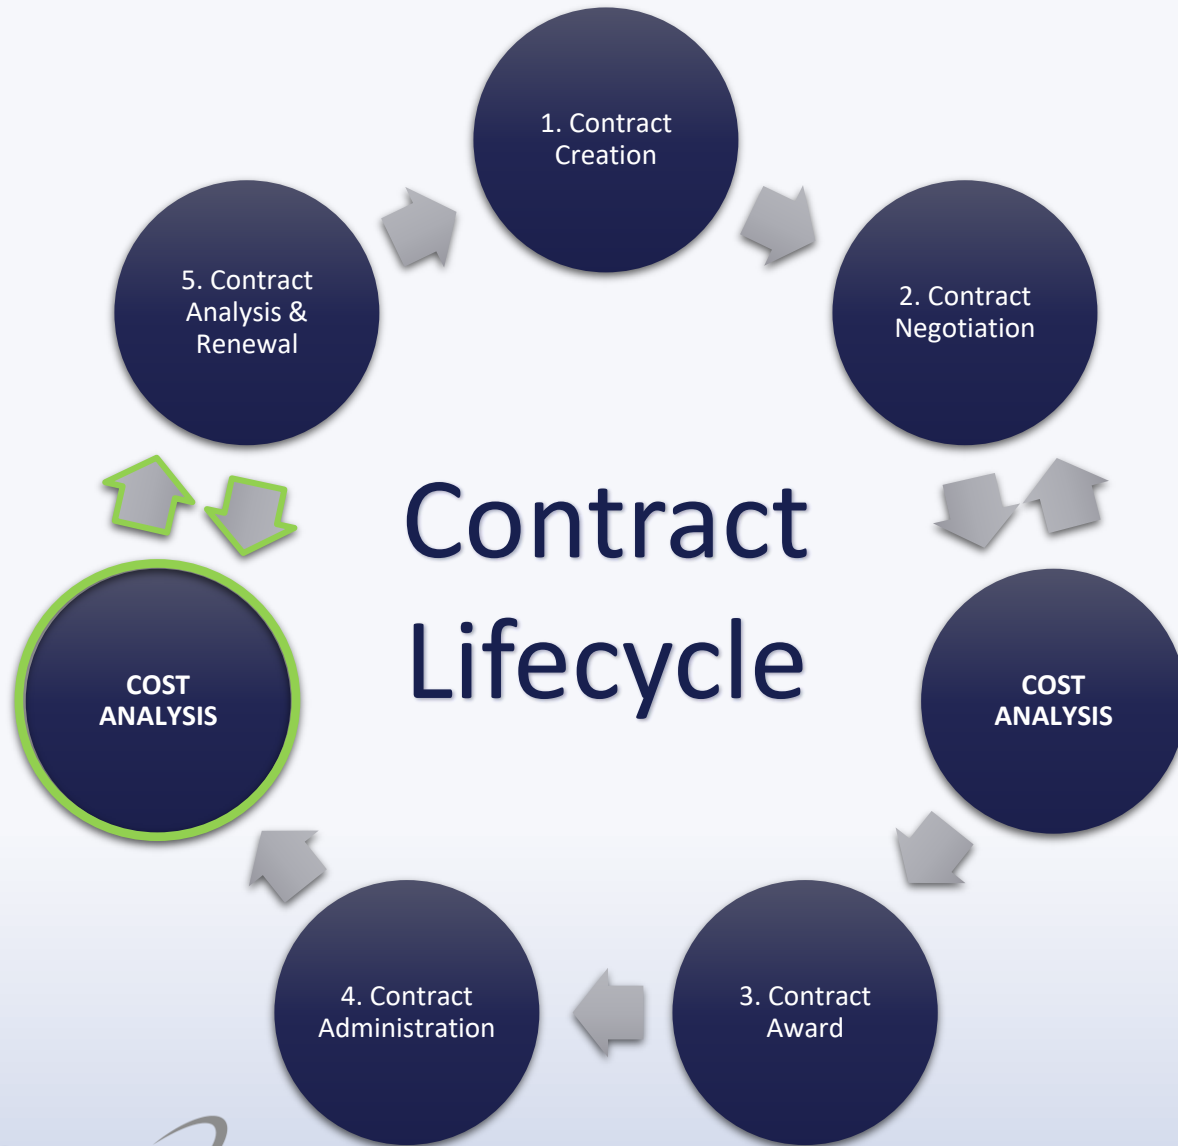 1. Contract
Creation
2. Contract
Negotiation
COST
ANALYSIS
3. Contract
Award
4. Contract
Administration
COST
ANALYSIS
5. Contract
Analysis &
Renewal
Contract
Lifecycle